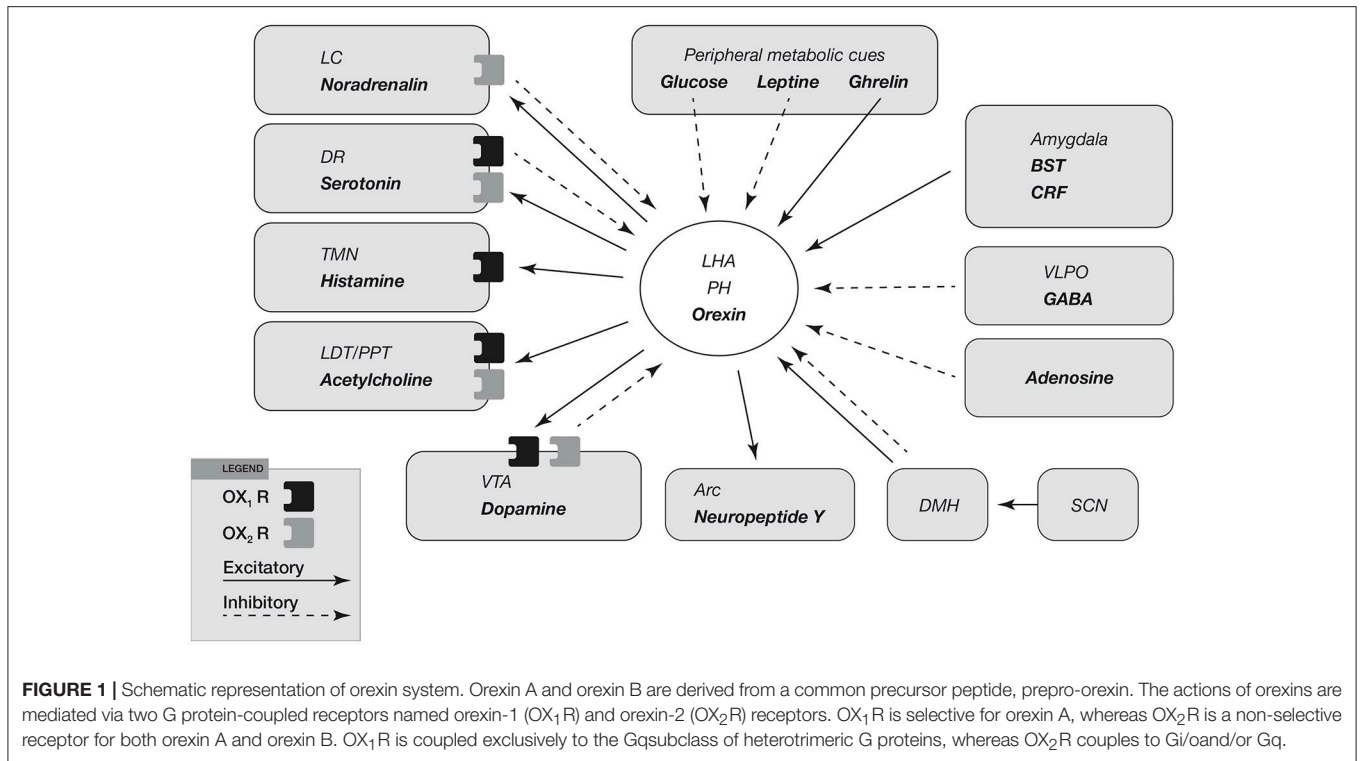 LC
Noradrenalin
DR
Serotonin
TMN
Histamine
LDT/PPT
Acetylcholine
Peripheral metabolic cues
Glucose Leptine Ghrelin
Amygdala
BST
CRF
LHA
PH
Orexin
VLPO
GABA
Adenosine
VTA
Dopamine
Arc
Neuropeptide Y
DMH
SCN
LEGEND
OX₁ R
OX₂ R
Excitatory
Inhibitory
FIGURE 1 | Schematic representation of orexin system. Orexin A and orexin B are derived from a common precursor peptide, prepro-orexin. The actions of orexins are
mediated via two G protein-coupled receptors named orexin-1 (OX₁R) and orexin-2 (OX₂R) receptors. OX₁R is selective for orexin A, whereas OX₂R is a non-selective
receptor for both orexin A and orexin B. OX₁R is coupled exclusively to the Gqsubclass of heterotrimeric G proteins, whereas OX₂R couples to Gi/oand/or Gq.